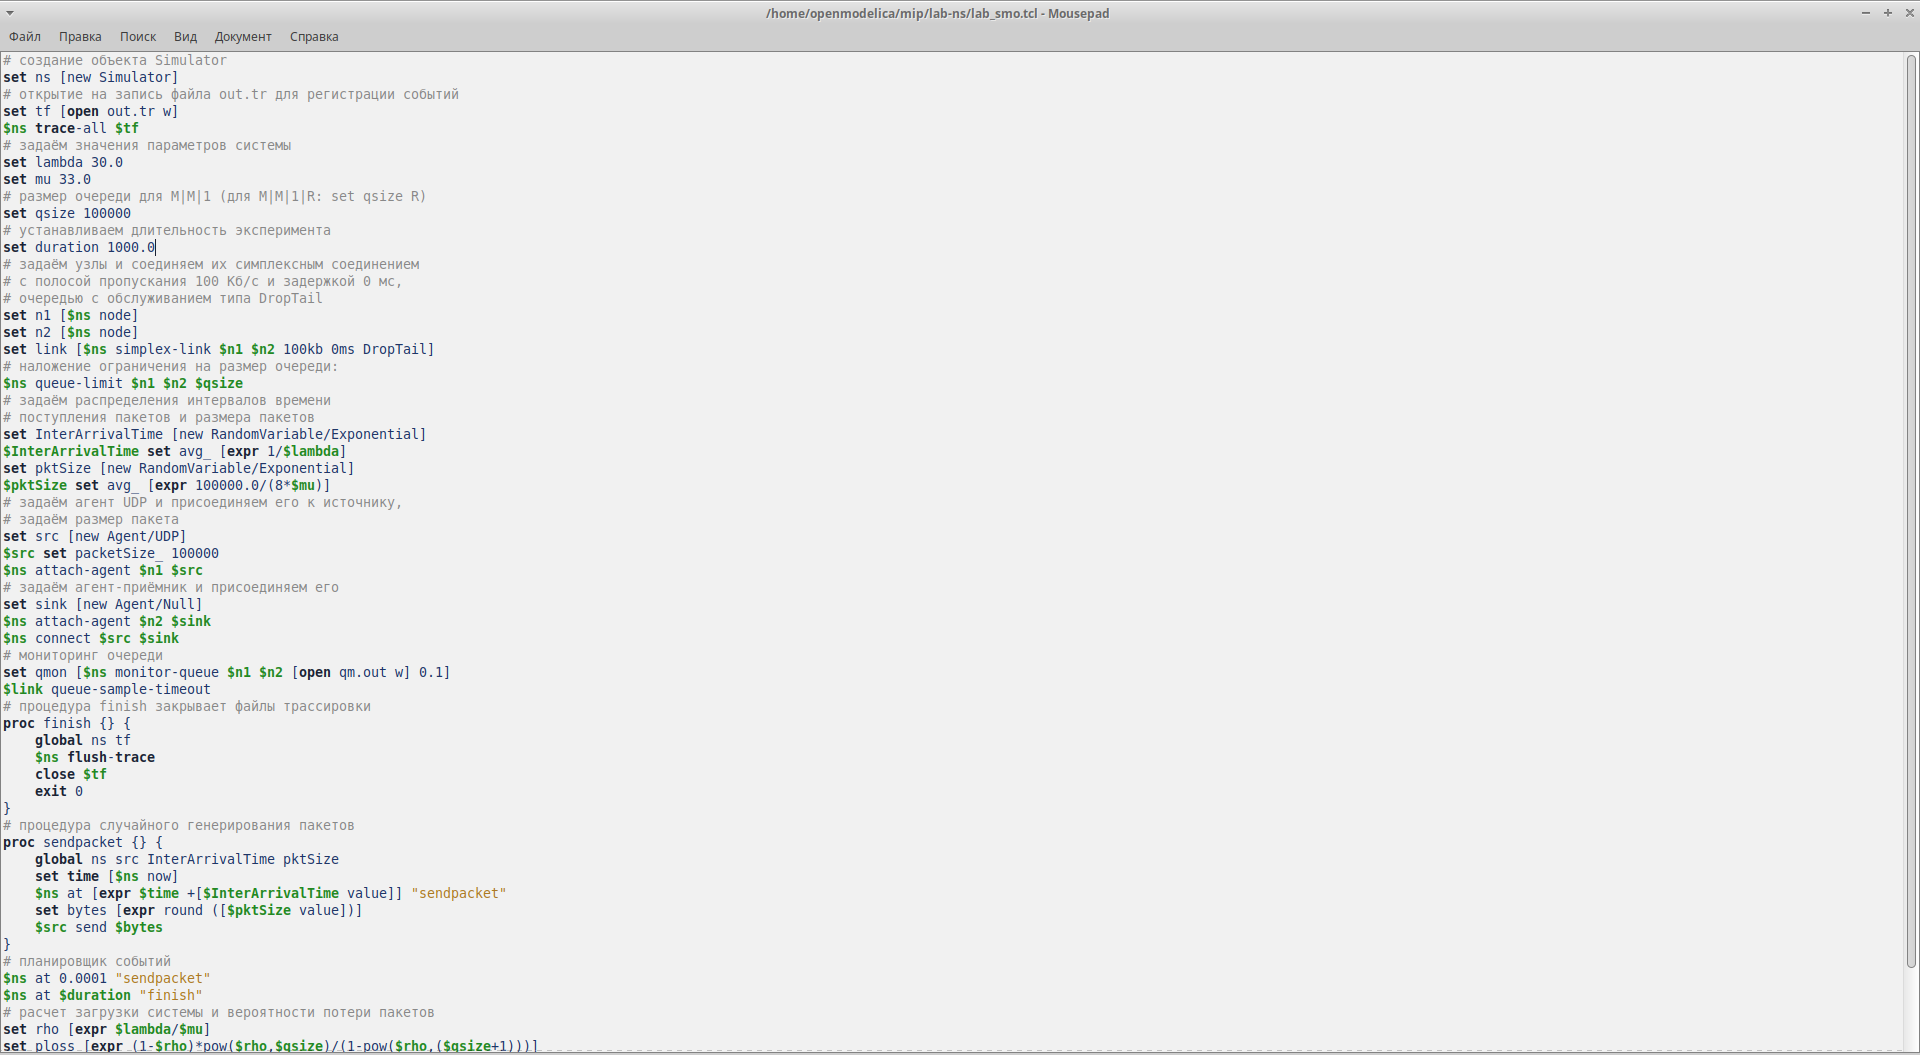 /home/openmodelica/mip/lab-ns/lab_smo.tcl - Mousepad
Файл Правка Поиск Вид Документ Справка
# создание объекта Simulator
set ns [new Simulator]
# открытие на запись файла out.tr для регистрации событий
set tf [open out.tr w]
$ns trace-all $tf
# задаём значения параметров системы
set lambda 30.0
set mu 33.0
# размер очереди для M|M|1 (для M|M|1|R: set qsize R)
set qsize 100000
# устанавливаем длительность эксперимента
set duration 1000.0
# задаём узлы и соединяем их симплексным соединением
# с полосой пропускания 100 Кб/с и задержкой 0 мс,
# очередью с обслуживанием типа DropTail
set n1 [$ns node]
set n2 [$ns node]
set link [$ns simplex-link $n1 $n2 100kb 0ms DropTail]
# наложение ограничения на размер очереди:
$ns queue-limit $n1 $n2 $qsize
# задаём распределения интервалов времени
# поступления пакетов и размера пакетов
set InterArrivalTime [new RandomVariable/Exponential]
$InterArrivalTime set avg_ [expr 1/$lambda]
set pktSize [new RandomVariable/Exponential]
$pktSize set avg_ [expr 100000.0/(8*$mu)]
# задаём агент UDP и присоединяем его к источнику,
# задаём размер пакета
set src [new Agent/UDP]
$src set packetSize_ 100000
$ns attach-agent $n1 $src
# задаём агент-приёмник и присоединяем его
set sink [new Agent/Null]
$ns attach-agent $n2 $sink
$ns connect $src $sink
# мониторинг очереди
set qmon [$ns monitor-queue $n1 $n2 [open qm.out w] 0.1]
$link queue-sample-timeout
# процедура finish закрывает файлы трассировки
proc finish {} {
    global ns tf
    $ns flush-trace
    close $tf
    exit 0
}
# процедура случайного генерирования пакетов
proc sendpacket {} {
    global ns src InterArrivalTime pktSize
    set time [$ns now]
    $ns at [expr $time +[$InterArrivalTime value]] "sendpacket"
    set bytes [expr round ([$pktSize value])]
    $src send $bytes
}
# планировщик событий
$ns at 0.0001 "sendpacket"
$ns at $duration "finish"
# расчет загрузки системы и вероятности потери пакетов
set rho [expr $lambda/$mu]
set ploss [expr (1-$rho)*pow($rho,$qsize)/(1-pow($rho,($qsize+1)))]